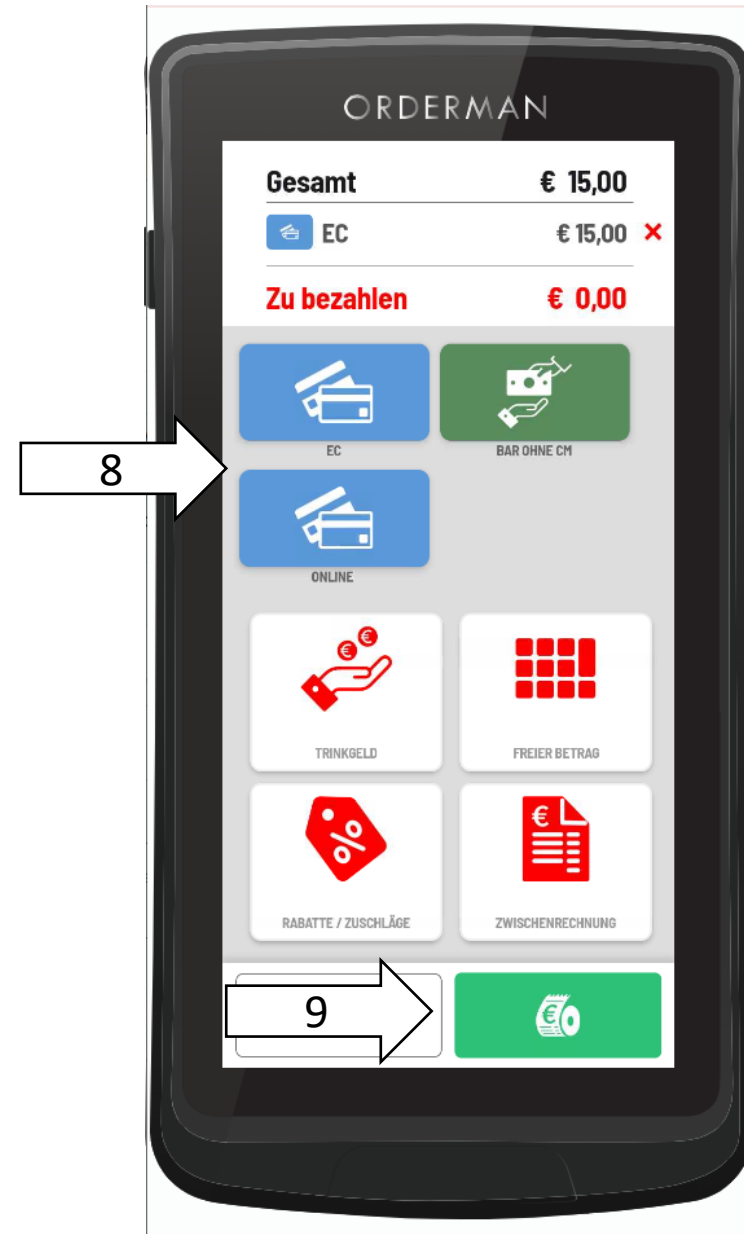 ORDERMAN
Gesamt € 15,00
EC € 15,00
Zu bezahlen € 0,00
EC BAR OHNE CM
8
ONLINE
€ €
TRINKGELD FREIER BETRAG
% €
RABATTE / ZUSCHLÄGE ZWISCHENRECHNUNG
9 €